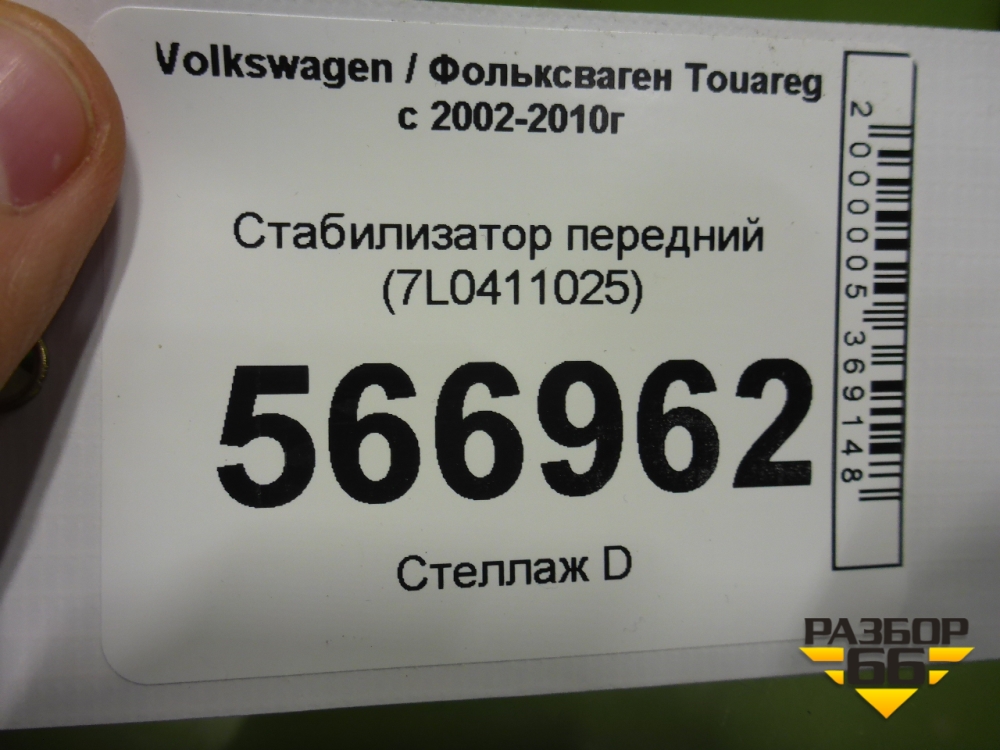 Volkswagen / Фольксваген Touareg
с 2002-2010г
Стабилизатор передний
(7L0411025)
566962
Стеллаж D
2000005369148
РАЗБОР
66